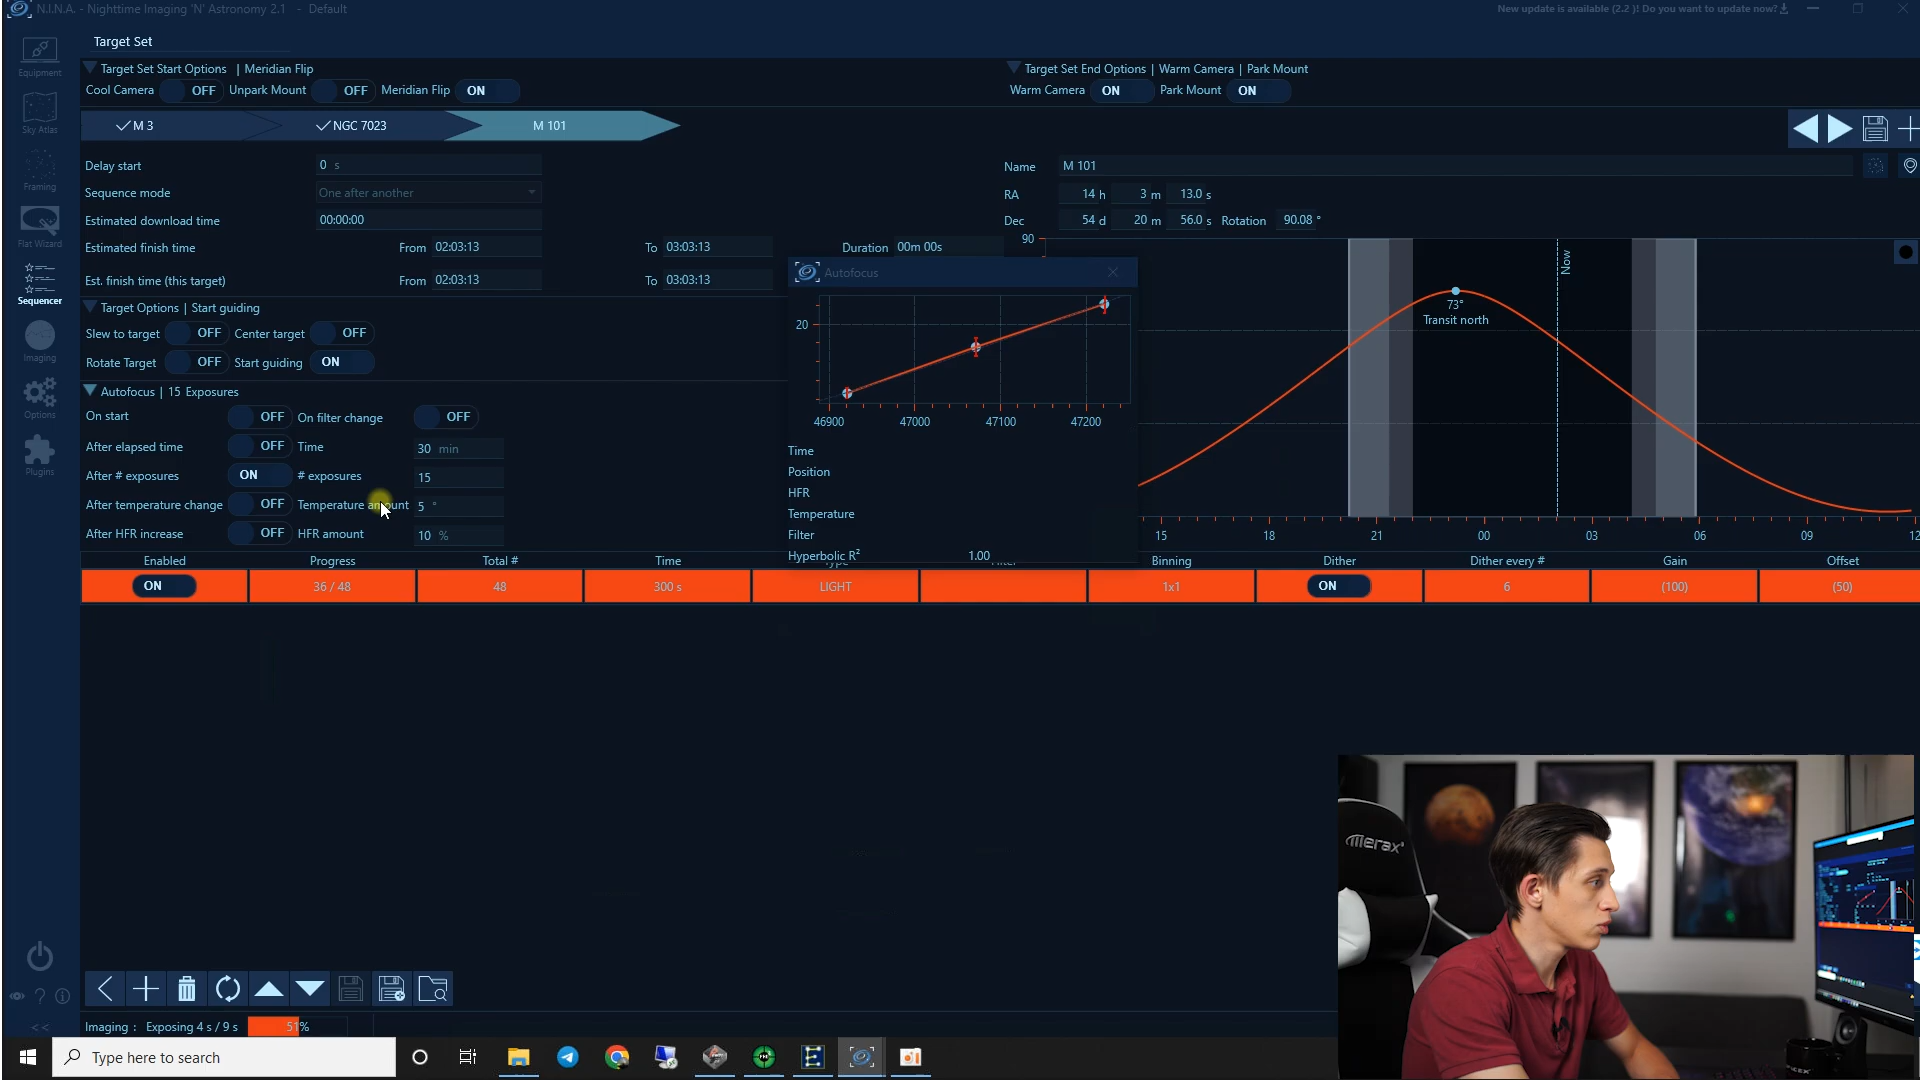 N.I.N.A. - Nighttime Imaging 'N' Astronomy 2.1 - Default
New update is available (2.2 )! Do you want to update now?
Target Set
Target Set Start Options | Meridian Flip
Target Set End Options | Warm Camera | Park Mount
Cool Camera OFF Unpark Mount OFF Meridian Flip ON
Warm Camera ON Park Mount ON
M 3
NGC 7023
M 101
Delay start 0 s
Sequence mode One after another
Estimated download time 00:00:00
Estimated finish time From 02:03:13 To 03:03:13 Duration 00m 00s
Est. finish time (this target) From 02:03:13 To 03:03:13
Name M 101
RA 14 h 3 m 13.0 s
Dec 54 d 20 m 56.0 s Rotation 90.08 °
Target Options | Start guiding
Slew to target OFF Center target OFF
Rotate Target OFF Start guiding ON
Autofocus | 15 Exposures
On start OFF On filter change OFF
After elapsed time OFF Time 30 min
After # exposures ON # exposures 15
After temperature change OFF Temperature amount 5 °
After HFR increase OFF HFR amount 10 %
Autofocus
20
46900 47000 47100 47200
Time
Position
HFR
Temperature
Filter
Hyperbolic R² 1.00
90
Now
73°
Transit north
15 18 21 00 03 06 09 12
Enabled Progress Total # Time Type Filter Binning Dither Dither every # Gain Offset
ON 36 / 48 48 300 s LIGHT 1x1 ON 6 (100) (50)
Equipment
Sky Atlas
Framing
Flat Wizard
Sequencer
Imaging
Options
Plugins
<<
Imaging : Exposing 4 s / 9 s 51%
Type here to search
merax